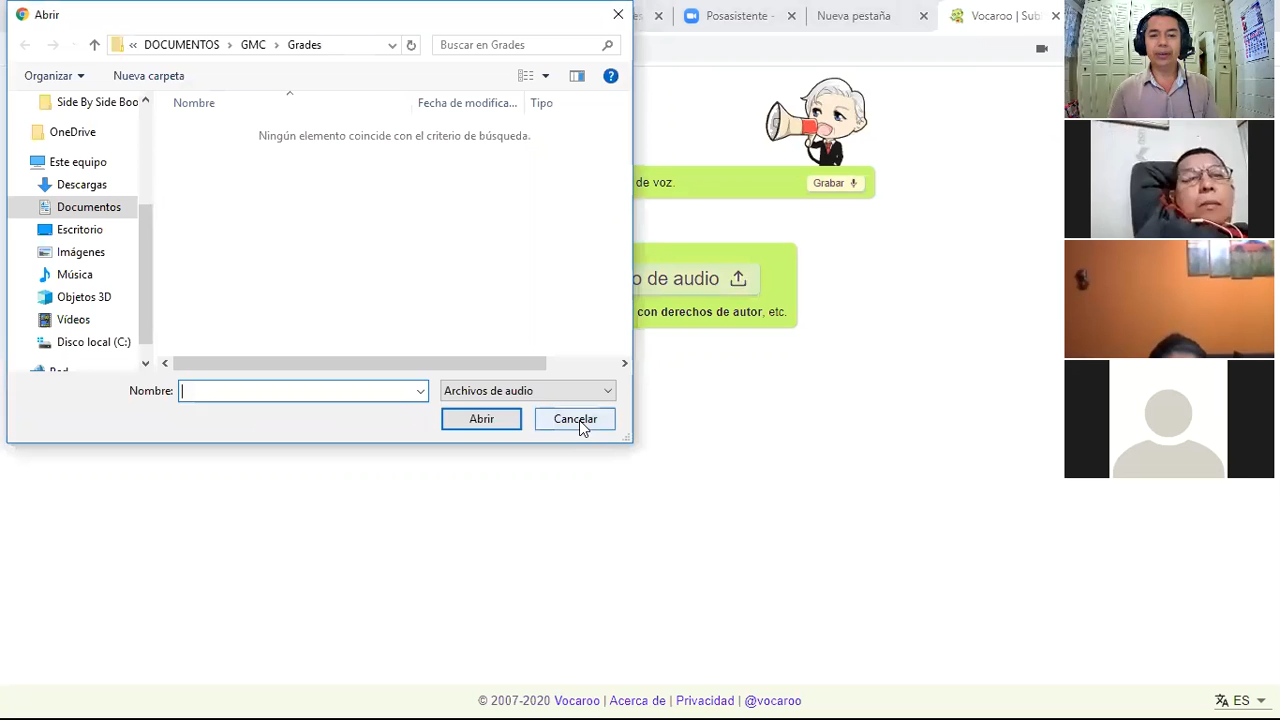 Abrir
Posasistente -
Nueva pestaña
Vocaroo | Sub
DOCUMENTOS > GMC > Grades
Buscar en Grades
Organizar
Nueva carpeta
Side By Side Boo
Nombre
Fecha de modifica...
Tipo
OneDrive
Ningún elemento coincide con el criterio de búsqueda.
Este equipo
Descargas
de voz.
Grabar
Documentos
Escritorio
Imágenes
Música
o de audio
Objetos 3D
con derechos de autor, etc.
Vídeos
Disco local (C:)
Red
Nombre:
Archivos de audio
Abrir
Cancelar
© 2007-2020 Vocaroo | Acerca de | Privacidad | @vocaroo
ES